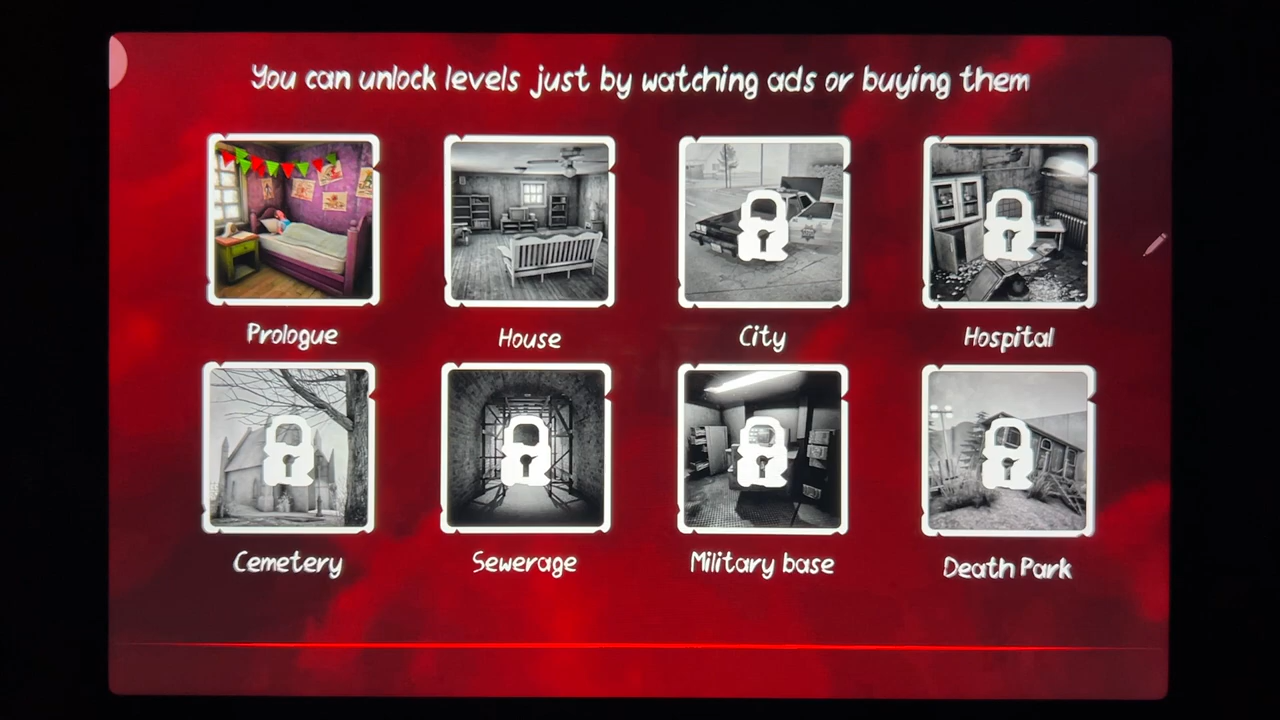 You can unlock levels just by watching ads or buying them
Prologue
House
City
Hospital
Cemetery
Sewerage
Military base
Death Park